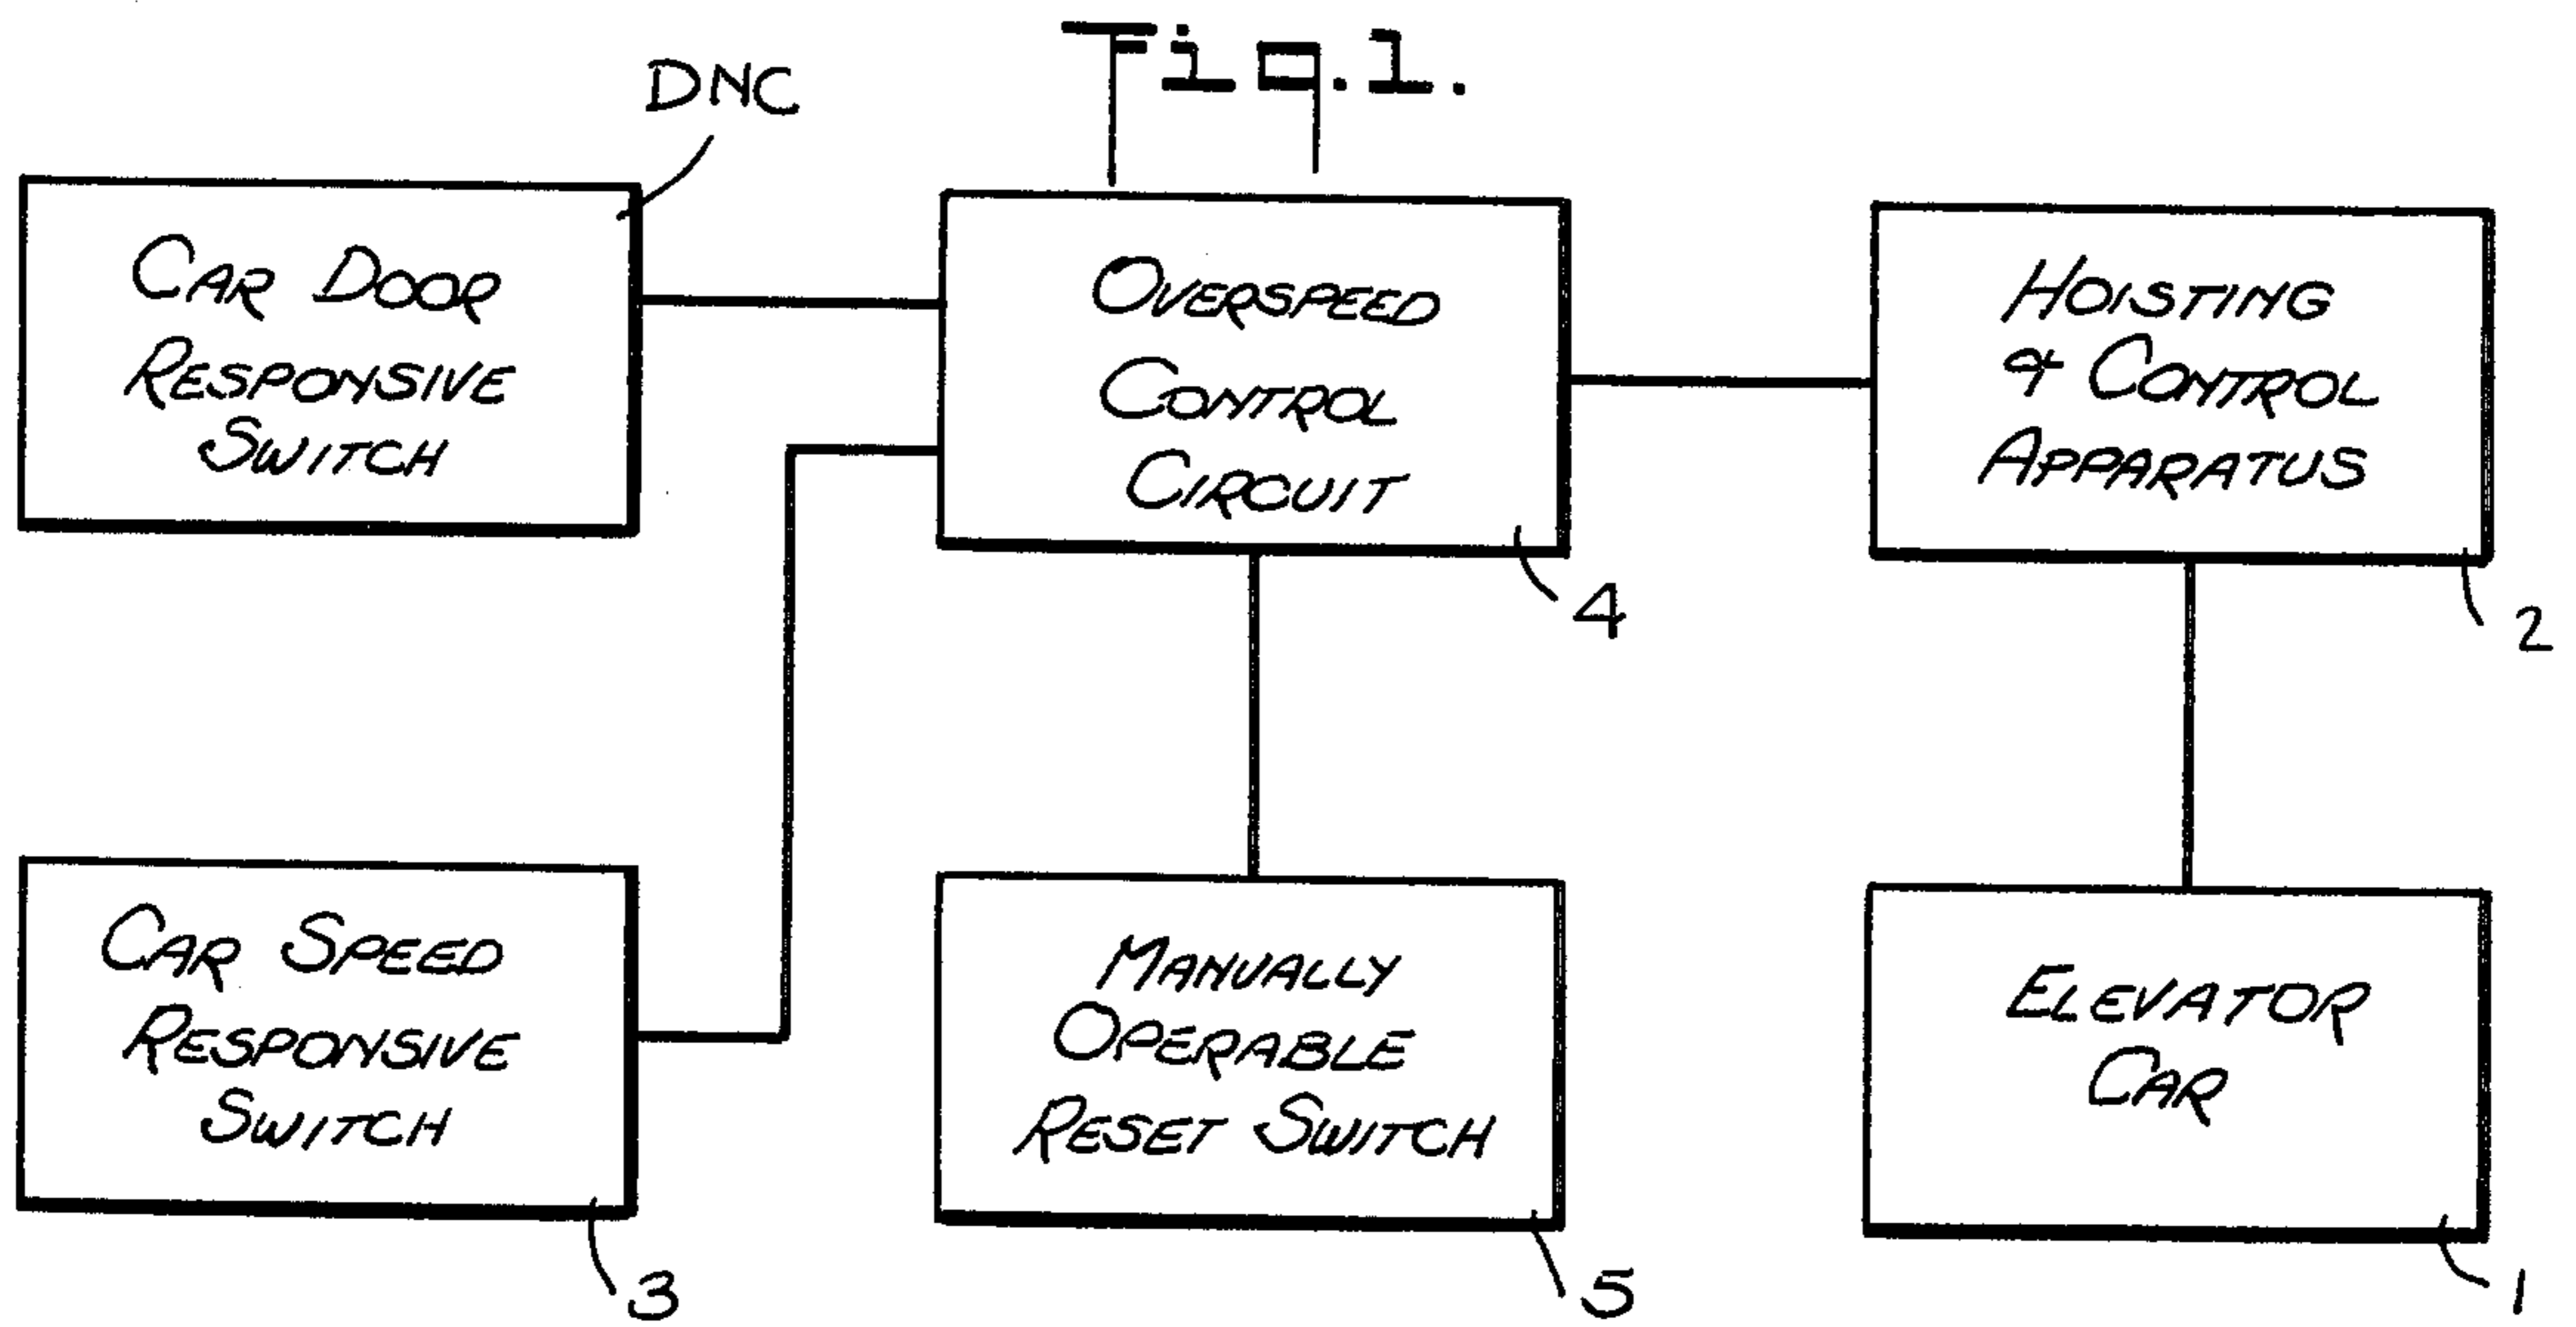 Fig.1.
DNC
CAR DOOR
RESPONSIVE
SWITCH
OVERSPEED
CONTROL
CIRCUIT
4
HOISTING
& CONTROL
APPARATUS
2
CAR SPEED
RESPONSIVE
SWITCH
3
MANUALLY
OPERABLE
RESET SWITCH
5
ELEVATOR
CAR
1